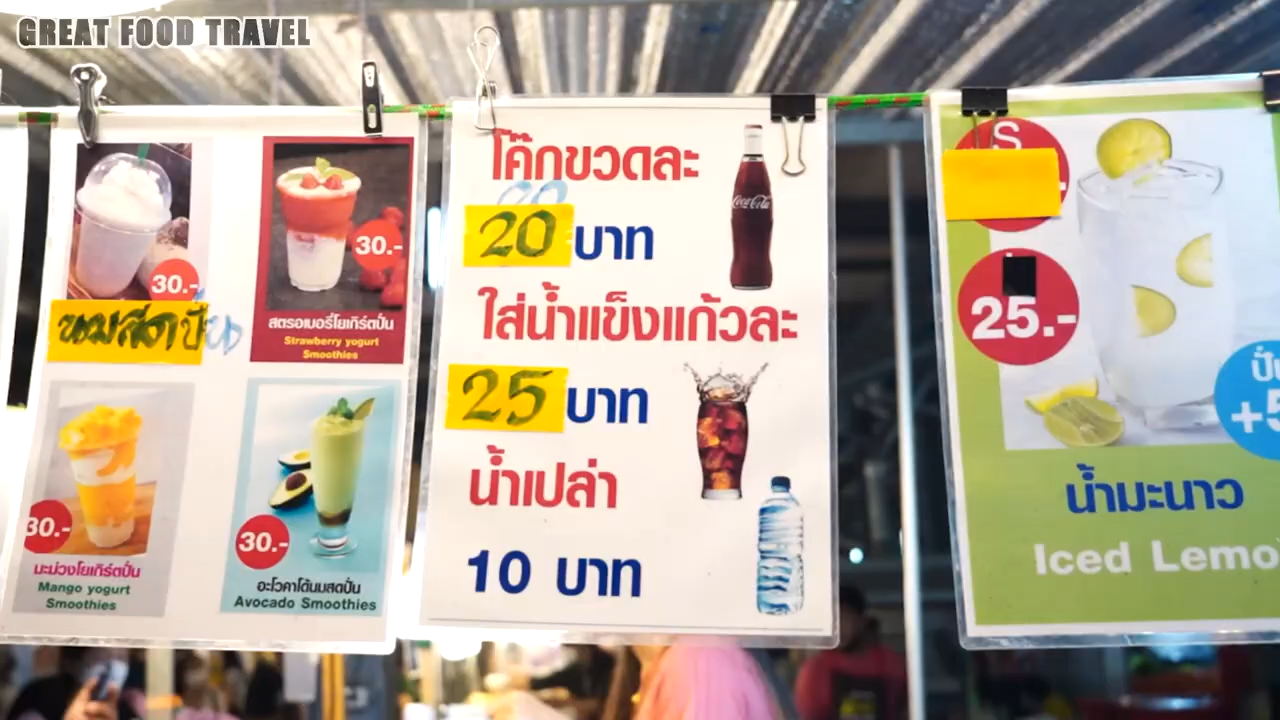 GREAT FOOD TRAVEL
30.-
นมสดปั่น
30.-
สตรอเบอรี่โยเกิร์ตปั่น
Strawberry yogurt
Smoothies
30.-
มะม่วงโยเกิร์ตปั่น
Mango yogurt
Smoothies
30.-
อะโวคาโด้นมสดปั่น
Avocado Smoothies
โค๊กขวดละ
20 บาท
Coca-Cola
ใส่น้ำแข็งแก้วละ
25 บาท
น้ำเปล่า
10 บาท
S
25.-
+5
น้ำมะนาว
Iced Lemo